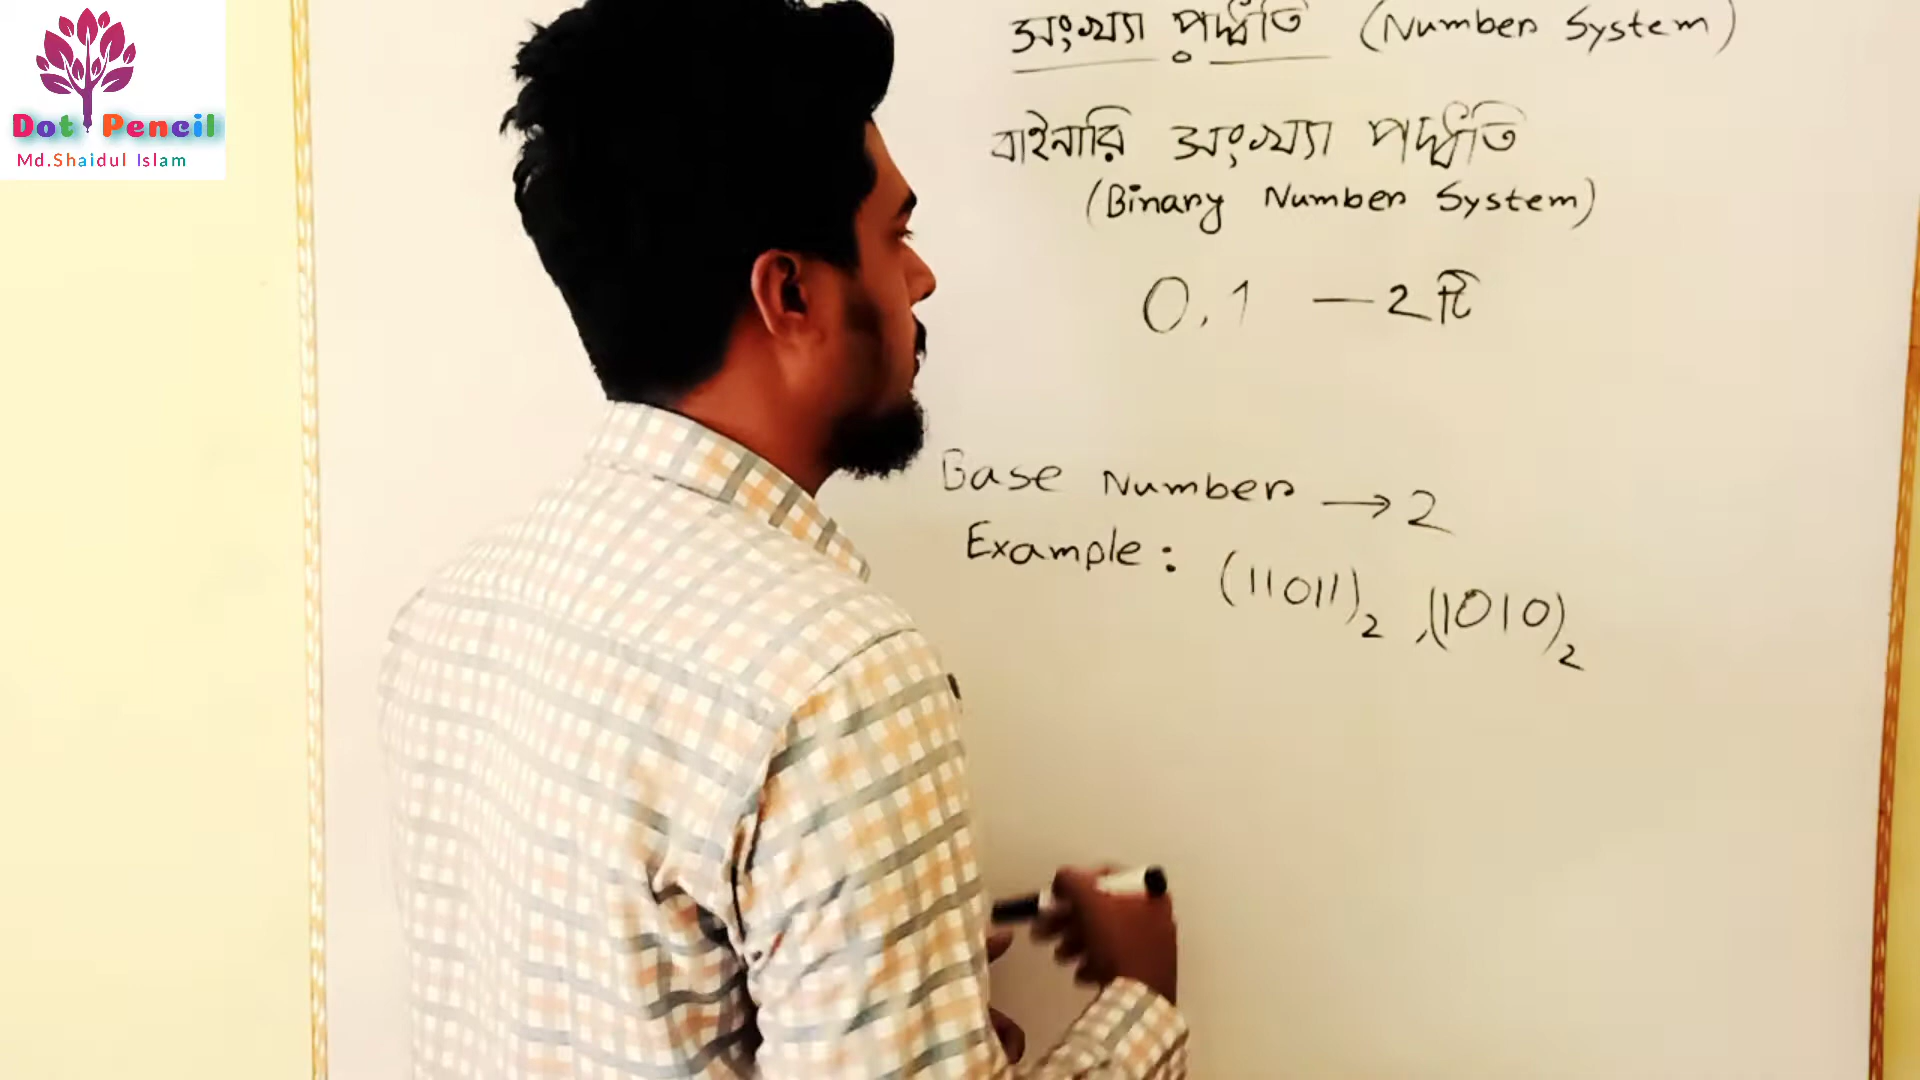 Dot Pencil
Md.Shaidul Islam
সংখ্যা পদ্ধতি (Number System)
বাইনারি সংখ্যা পদ্ধতি
(Binary Number System)
0,1 — 2টি
Base Number → 2
Example: (11011)₂, (1010)₂